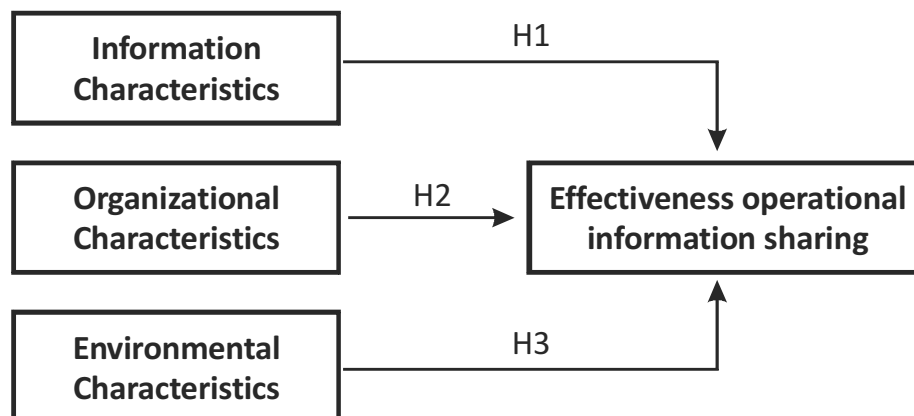 Information
Characteristics
H1
Organizational
Characteristics
H2
Effectiveness operational
information sharing
Environmental
Characteristics
H3